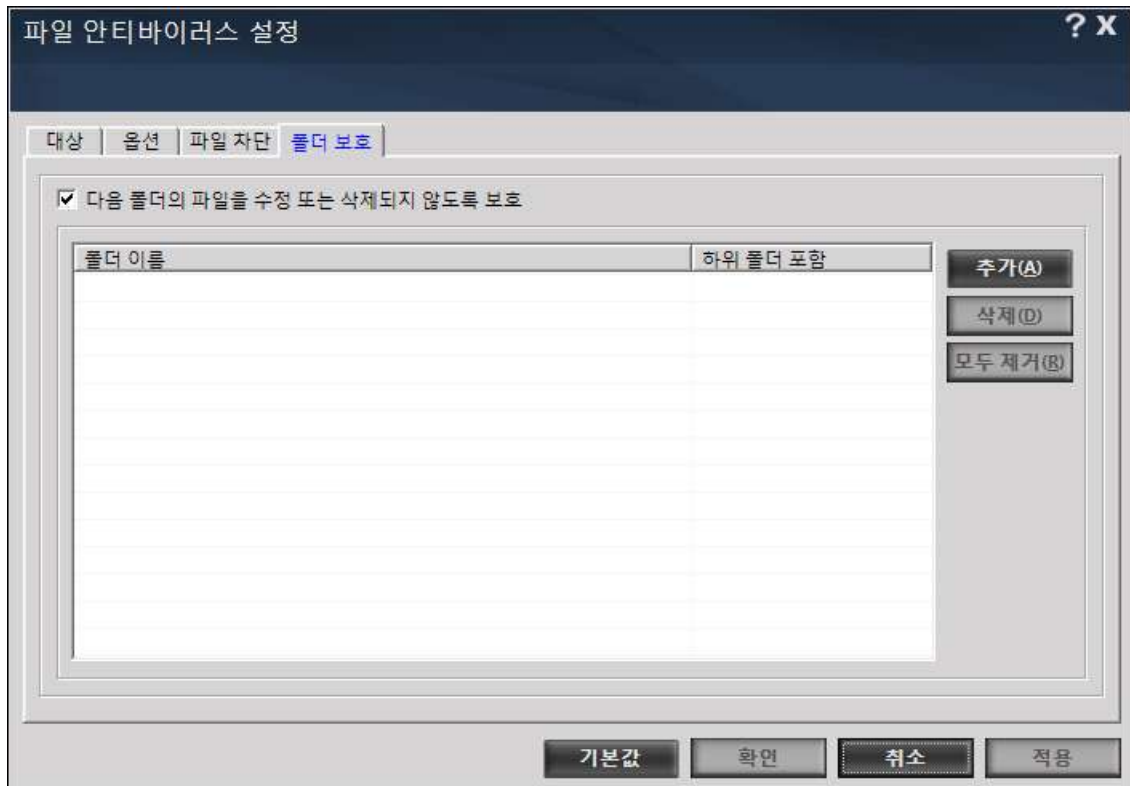 파일 안티바이러스 설정 ? X
대상 옵션 파일 차단 폴더 보호
다음 폴더의 파일을 수정 또는 삭제되지 않도록 보호
폴더 이름 하위 폴더 포함
추가(A)
삭제(D)
모두 제거(R)
기본값 확인 취소 적용